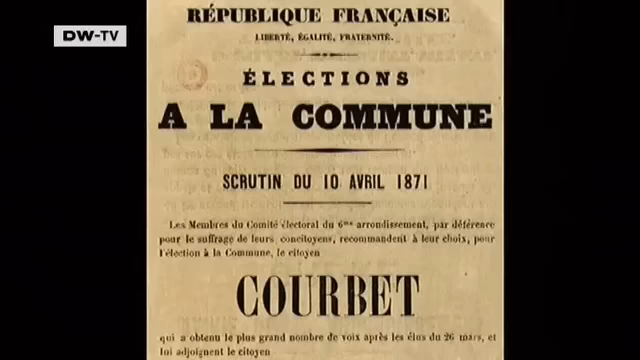 DW-TV
RÉPUBLIQUE FRANÇAISE
LIBERTÉ, ÉGALITÉ, FRATERNITÉ.
ÉLECTIONS
A LA COMMUNE
SCRUTIN DU 10 AVRIL 1871
Les Membres du Comité électoral du 6me arrondissement, par déférence
pour le suffrage de leurs concitoyens, recommandent à leur choix, pour
l'élection à la Commune, le citoyen
COURBET
qui a obtenu le plus grand nombre de voix après les élus du 26 mars, et
lui adjoignent le citoyen